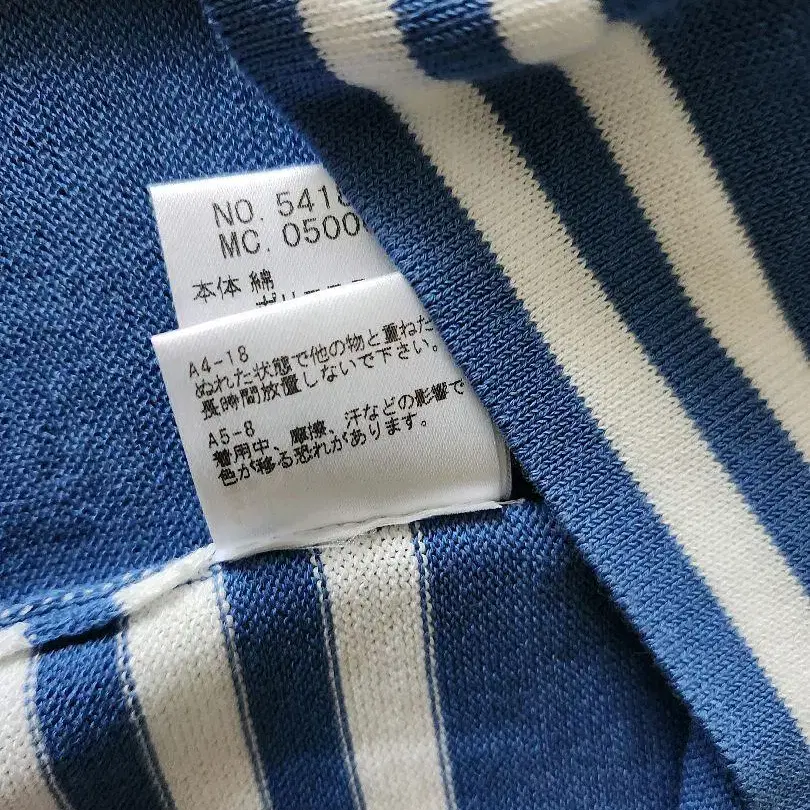 NO. 5418
MC. 0500
本体 綿
A4-18
ぬれた状態で他の物と重ねた
長時間放置しないで下さい。
A5-8
着用中、摩擦、汗などの影響で
色が移る恐れがあります。